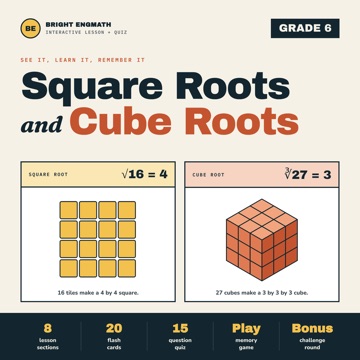 BE
BRIGHT ENGMATH
INTERACTIVE LESSON + QUIZ
GRADE 6
SEE IT, LEARN IT, REMEMBER IT
Square Roots
and Cube Roots
SQUARE ROOT
√16 = 4
CUBE ROOT
∛27 = 3
16 tiles make a 4 by 4 square.
27 cubes make a 3 by 3 by 3 cube.
8
lesson
sections
20
flash
cards
15
question
quiz
Play
memory
game
Bonus
challenge
round